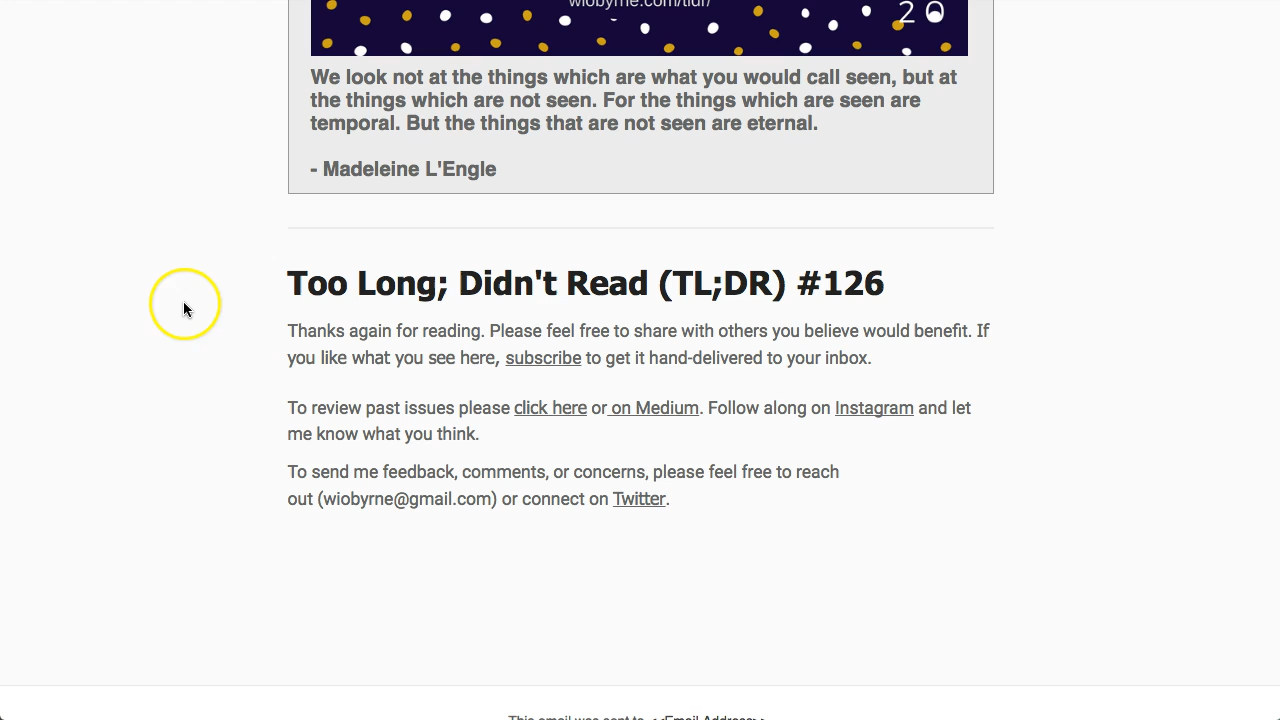 wiobyrne.com/tldr/
20
We look not at the things which are what you would call seen, but at
the things which are not seen. For the things which are seen are
temporal. But the things that are not seen are eternal.
- Madeleine L'Engle
Too Long; Didn't Read (TL;DR) #126
Thanks again for reading. Please feel free to share with others you believe would benefit. If
you like what you see here, subscribe to get it hand-delivered to your inbox.
To review past issues please click here or on Medium. Follow along on Instagram and let
me know what you think.
To send me feedback, comments, or concerns, please feel free to reach
out (wiobyrne@gmail.com) or connect on Twitter.
This email was sent to <<Email Address>>